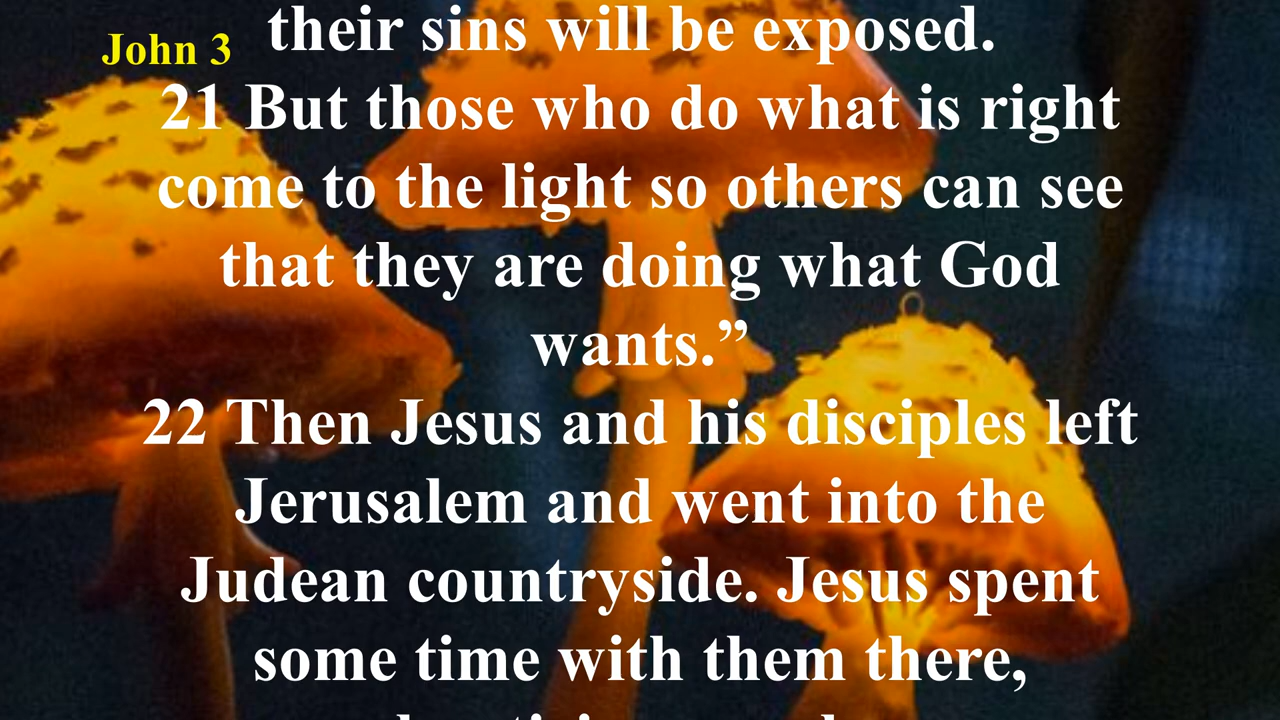 John 3
their sins will be exposed.
21 But those who do what is right
come to the light so others can see
that they are doing what God
wants.”
22 Then Jesus and his disciples left
Jerusalem and went into the
Judean countryside. Jesus spent
some time with them there,